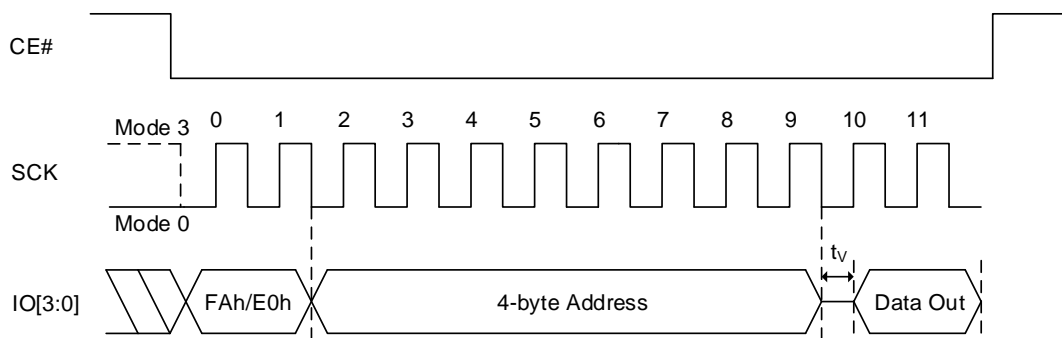 CE#
Mode 3
0 1 2 3 4 5 6 7 8 9 10 11
SCK
Mode 0
tV
IO[3:0]
FAh/E0h
4-byte Address
Data Out